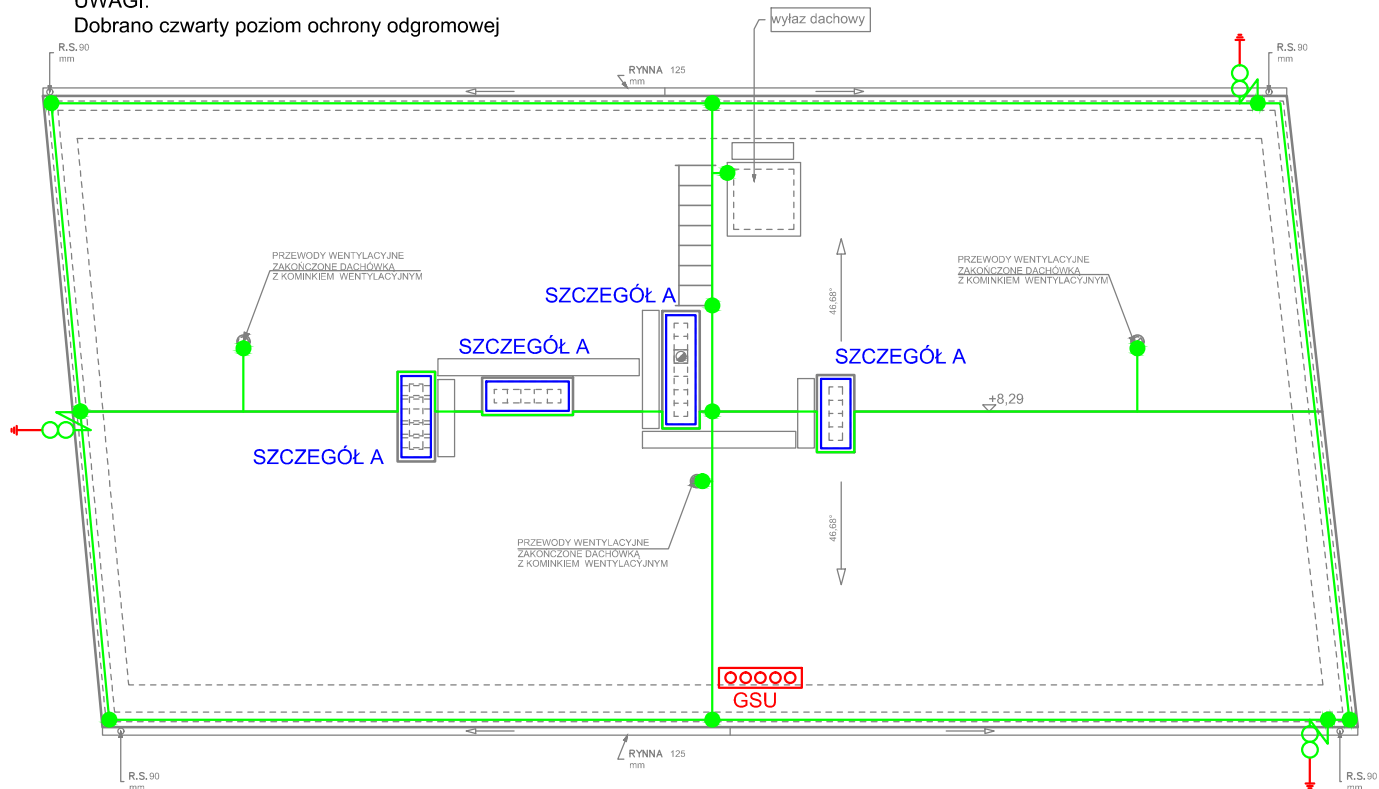 UWAGI:
Dobrano czwarty poziom ochrony odgromowej
wyłaz dachowy
R.S. 90
mm
RYNNA 125
mm
R.S. 90
mm
PRZEWODY WENTYLACYJNE
ZAKOŃCZONE DACHÓWKĄ
Z KOMINKIEM WENTYLACYJNYM
PRZEWODY WENTYLACYJNE
ZAKOŃCZONE DACHÓWKĄ
Z KOMINKIEM WENTYLACYJNYM
SZCZEGÓŁ A
46,68°
SZCZEGÓŁ A
SZCZEGÓŁ A
+8,29
SZCZEGÓŁ A
46,68°
PRZEWODY WENTYLACYJNE
ZAKOŃCZONE DACHÓWKĄ
Z KOMINKIEM WENTYLACYJNYM
GSU
RYNNA 125
mm
R.S. 90
mm
R.S. 90
mm